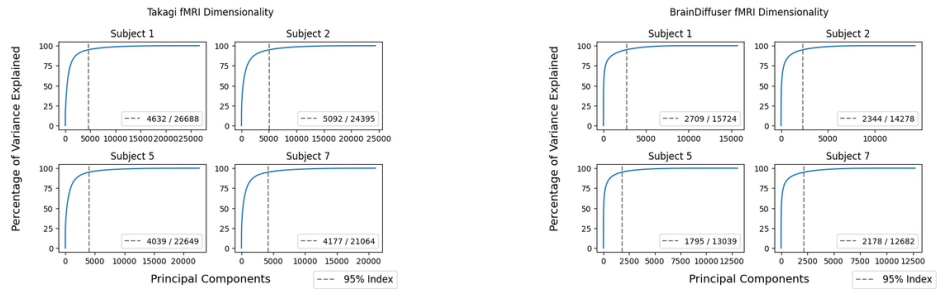 Takagi fMRI Dimensionality
Subject 1
Subject 2
Percentage of Variance Explained
100
75
50
25
0
4632 / 26688
0 5000 10000 15000 20000 25000
100
75
50
25
0
5092 / 24395
0 5000 10000 15000 20000 25000
Subject 5
Subject 7
100
75
50
25
0
4039 / 22649
0 5000 10000 15000 20000
100
75
50
25
0
4177 / 21064
0 5000 10000 15000 20000
Principal Components
95% Index
BrainDiffuser fMRI Dimensionality
Subject 1
Subject 2
Percentage of Variance Explained
100
75
50
25
0
2709 / 15724
0 5000 10000 15000
100
75
50
25
0
2344 / 14278
0 5000 10000
Subject 5
Subject 7
100
75
50
25
0
1795 / 13039
0 2500 5000 7500 10000 12500
100
75
50
25
0
2178 / 12682
0 2500 5000 7500 10000 12500
Principal Components
95% Index